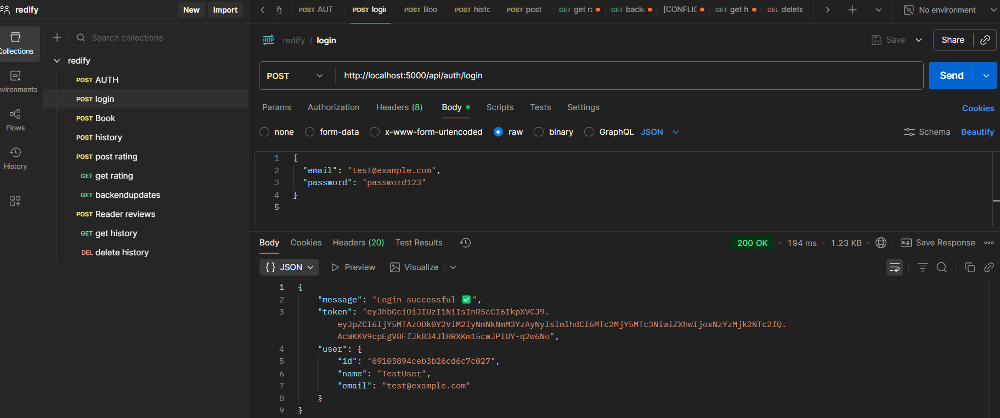 redify
New
Import
fy
POST AUT
POST logi
POST Boo
POST histo
POST post
GET get ra
GET back
[CONFLIC
GET get h
DEL delete
No environment
Collections
Search collections
HTTP redify / login
Save
Share
redify
POST AUTH
POST login
POST Book
POST history
POST post rating
GET get rating
GET backendupdates
POST Reader reviews
GET get history
DEL delete history
nvironments
Flows
History
POST
http://localhost:5000/api/auth/login
Send
Params
Authorization
Headers (8)
Body
Scripts
Tests
Settings
Cookies
none
form-data
x-www-form-urlencoded
raw
binary
GraphQL
JSON
Schema
Beautify
1 {
2 "email": "test@example.com",
3 "password": "password123"
4 }
5
Body
Cookies
Headers (20)
Test Results
200 OK
194 ms
1.23 KB
e.g.
Save Response
{} JSON
Preview
Visualize
1 {
2 "message": "Login successful ✅",
3 "token": "eyJhbGciOiJIUzI1NiIsInR5cCI6IkpXVCJ9.
eyJpZCI6IjY5MTAzODk0Y2ViM2IyNmNkNmM3YzAyNyIsImlhdCI6MTc2MjY5MTc3NiwiZXhwIjoxNzYzMjk2NTc2fQ.
AcWKKV9cpEgV8FfJk834JlHRXKm15cwJPIUY-q2w6No",
4 "user": {
5 "id": "69103894ceb3b26cd6c7c027",
6 "name": "TestUser",
7 "email": "test@example.com"
8 }
9 }